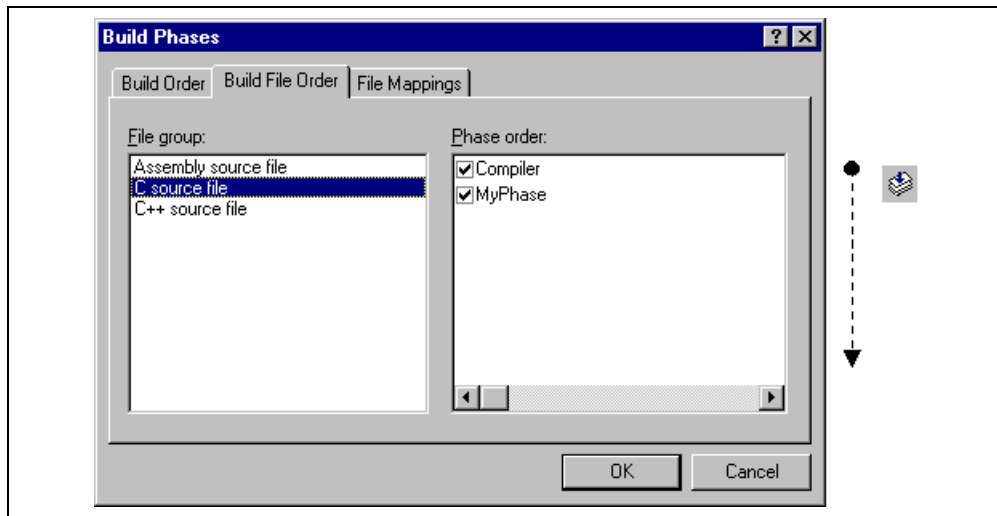 Build Phases
Build Order Build File Order File Mappings
File group:
Phase order:
Assembly source file
C source file
C++ source file
Compiler
MyPhase
OK Cancel